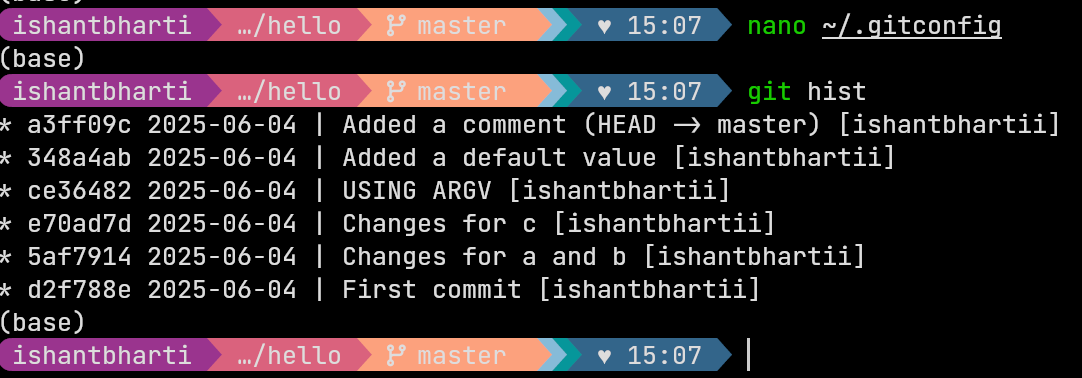 (base)
ishantbharti …/hello master ♥ 15:07 nano ~/.gitconfig
(base)
ishantbharti …/hello master ♥ 15:07 git hist
* a3ff09c 2025-06-04 | Added a comment (HEAD -> master) [ishantbhartii]
* 348a4ab 2025-06-04 | Added a default value [ishantbhartii]
* ce36482 2025-06-04 | USING ARGV [ishantbhartii]
* e70ad7d 2025-06-04 | Changes for c [ishantbhartii]
* 5af7914 2025-06-04 | Changes for a and b [ishantbhartii]
* d2f788e 2025-06-04 | First commit [ishantbhartii]
(base)
ishantbharti …/hello master ♥ 15:07